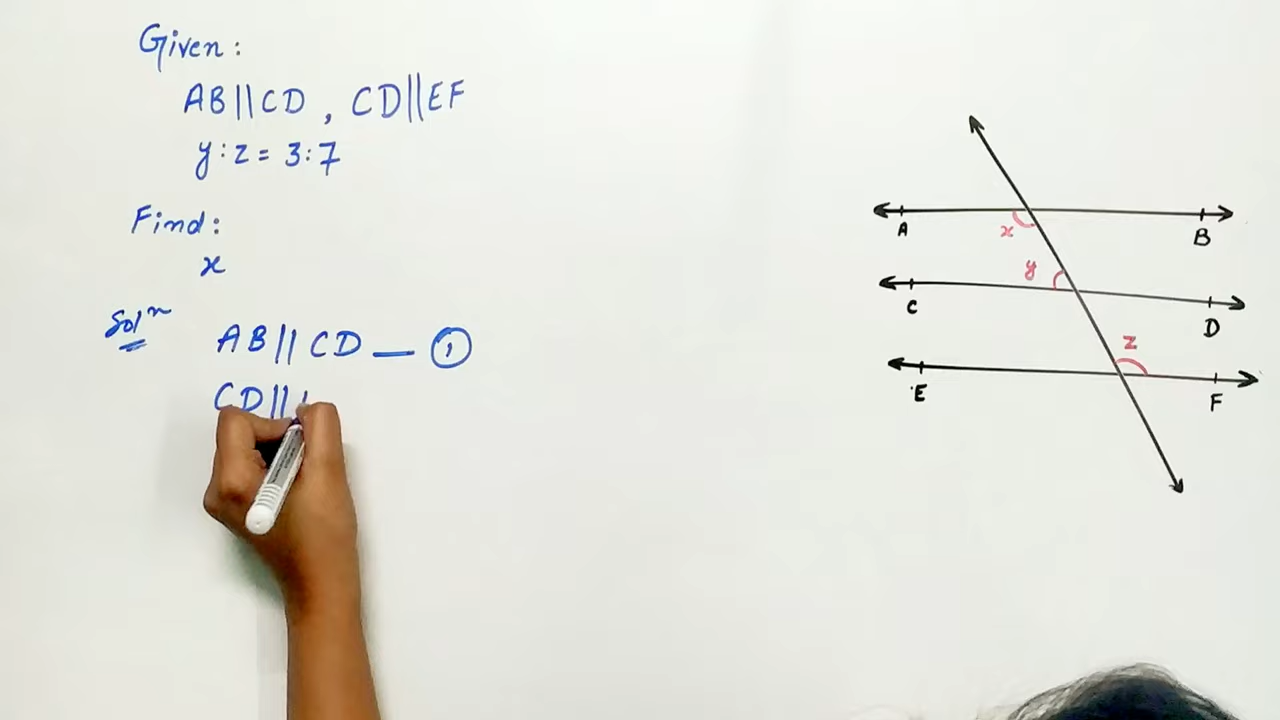 Given:
AB||CD, CD||EF
y:z = 3:7
Find:
x
Solⁿ
AB||CD — ①
CD||
A
B
x
y
C
D
z
E
F